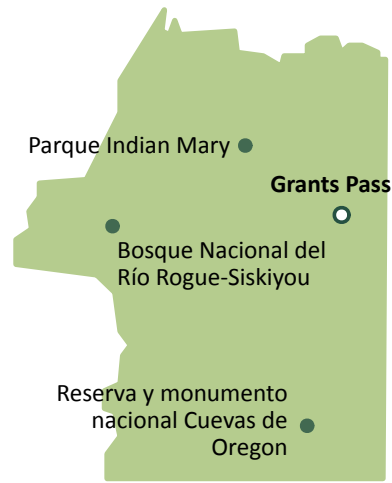 Parque Indian Mary
Grants Pass
Bosque Nacional del
Río Rogue-Siskiyou
Reserva y monumento
nacional Cuevas de
Oregon